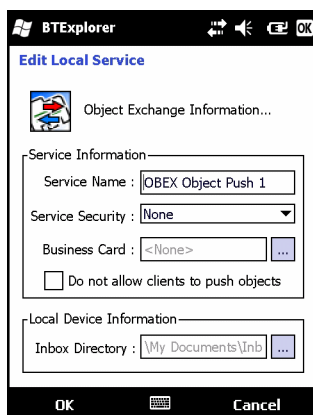 BTExplorer
OK
Edit Local Service
Object Exchange Information...
Service Information
Service Name : OBEX Object Push 1
Service Security : None
Business Card : <None> ...
Do not allow clients to push objects
Local Device Information
Inbox Directory : \My Documents\Inb ...
OK Cancel